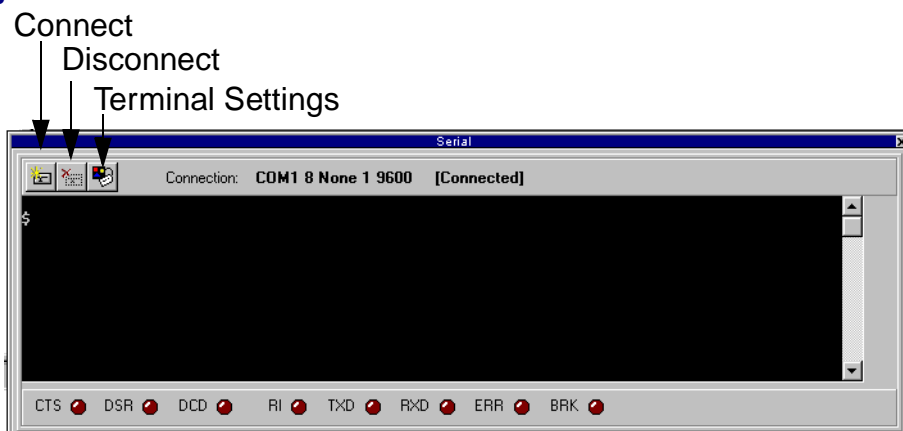 Connect
Disconnect
Terminal Settings
Serial
Connection: COM1 8 None 1 9600 [Connected]
$
CTS DSR DCD RI TXD RXD ERR BRK